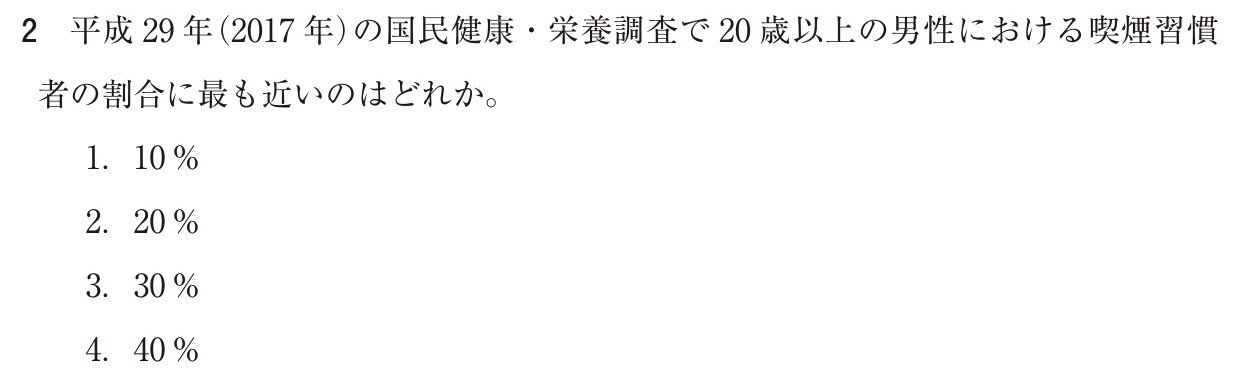 2 平成 29 年(2017 年)の国民健康・栄養調査で 20 歳以上の男性における喫煙習慣
者の割合に最も近いのはどれか。
1. 10 %
2. 20 %
3. 30 %
4. 40 %